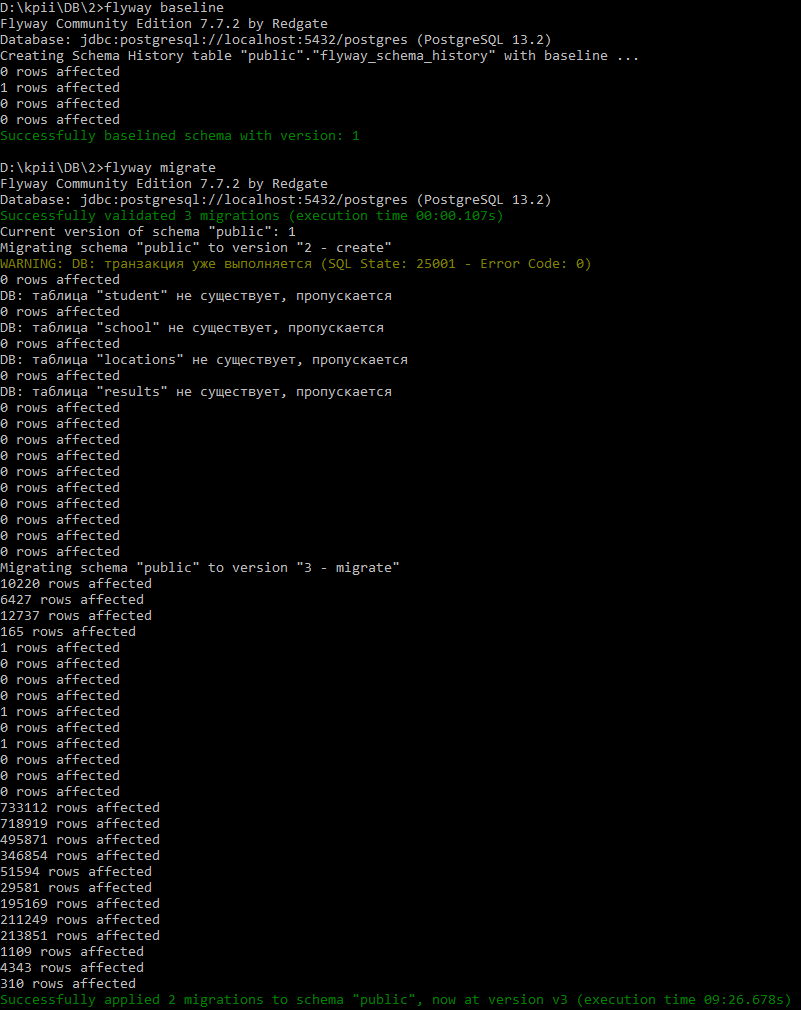 D:\kpii\DB\2>flyway baseline
Flyway Community Edition 7.7.2 by Redgate
Database: jdbc:postgresql://localhost:5432/postgres (PostgreSQL 13.2)
Creating Schema History table "public"."flyway_schema_history" with baseline ...
0 rows affected
1 rows affected
0 rows affected
0 rows affected
Successfully baselined schema with version: 1
D:\kpii\DB\2>flyway migrate
Flyway Community Edition 7.7.2 by Redgate
Database: jdbc:postgresql://localhost:5432/postgres (PostgreSQL 13.2)
Successfully validated 3 migrations (execution time 00:00.107s)
Current version of schema "public": 1
Migrating schema "public" to version "2 - create"
WARNING: DB: транзакция уже выполняется (SQL State: 25001 - Error Code: 0)
0 rows affected
DB: таблица "student" не существует, пропускается
0 rows affected
DB: таблица "school" не существует, пропускается
0 rows affected
DB: таблица "locations" не существует, пропускается
0 rows affected
DB: таблица "results" не существует, пропускается
0 rows affected
0 rows affected
0 rows affected
0 rows affected
0 rows affected
0 rows affected
0 rows affected
0 rows affected
0 rows affected
0 rows affected
Migrating schema "public" to version "3 - migrate"
10220 rows affected
6427 rows affected
12737 rows affected
165 rows affected
1 rows affected
0 rows affected
0 rows affected
0 rows affected
1 rows affected
0 rows affected
1 rows affected
0 rows affected
0 rows affected
0 rows affected
733112 rows affected
718919 rows affected
495871 rows affected
346854 rows affected
51594 rows affected
29581 rows affected
195169 rows affected
211249 rows affected
213851 rows affected
1109 rows affected
4343 rows affected
310 rows affected
Successfully applied 2 migrations to schema "public", now at version v3 (execution time 09:26.678s)